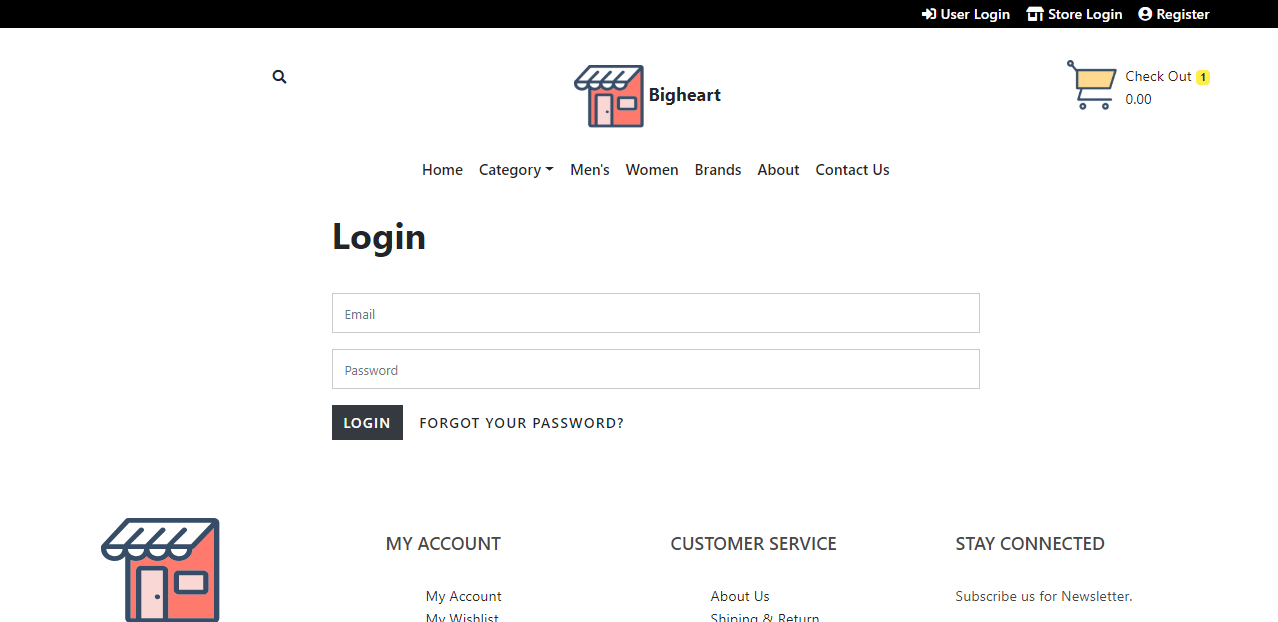 User Login Store Login Register
Bigheart
Check Out 1
0.00
Home Category Men's Women Brands About Contact Us
Login
Email
Password
LOGIN FORGOT YOUR PASSWORD?
MY ACCOUNT CUSTOMER SERVICE STAY CONNECTED
My Account About Us Subscribe us for Newsletter.
My Wishlist Shiping & Return